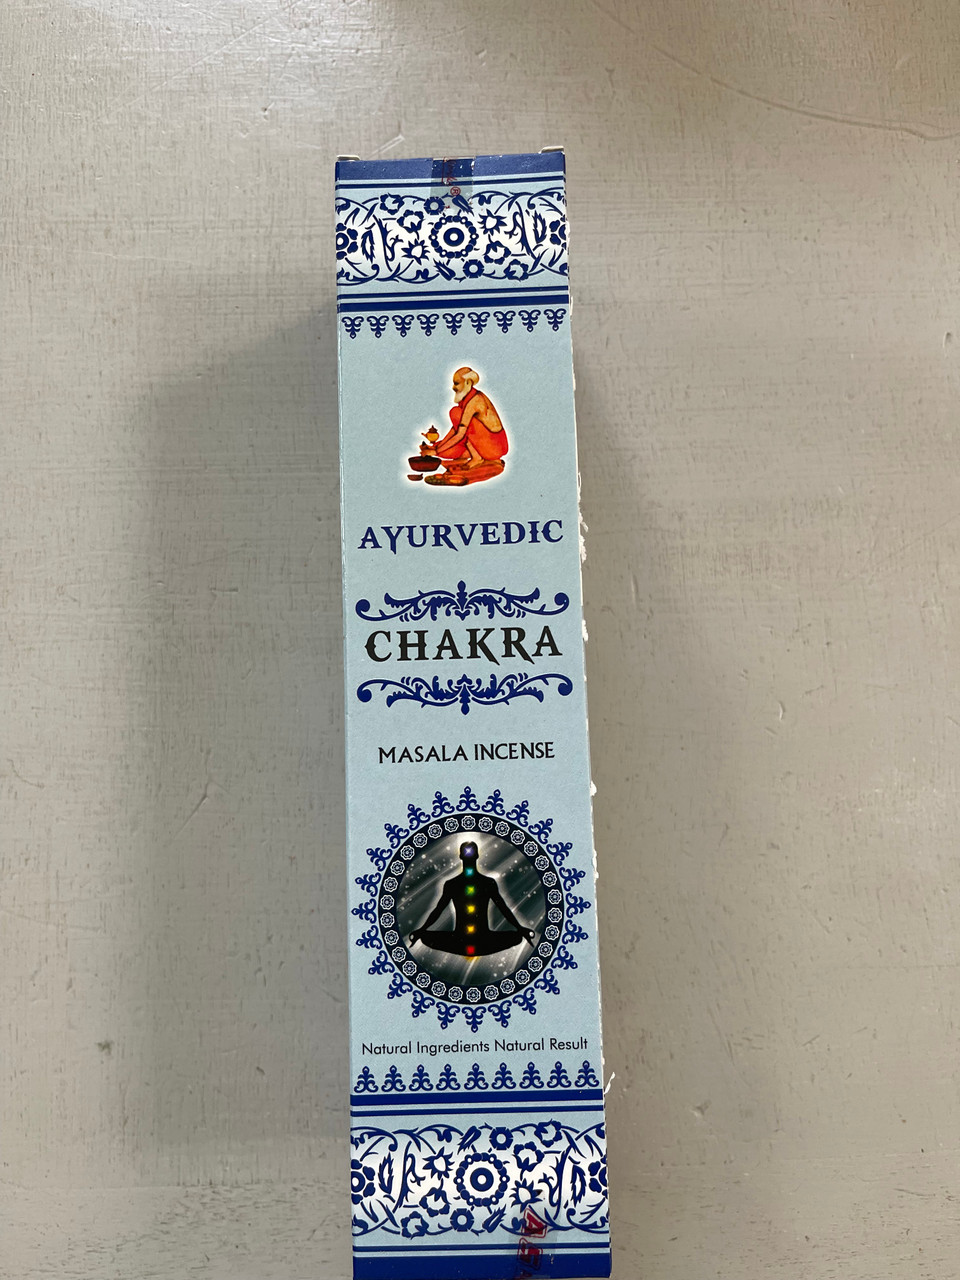 AYURVEDIC
CHAKRA
MASALA INCENSE
Natural Ingredients Natural Result